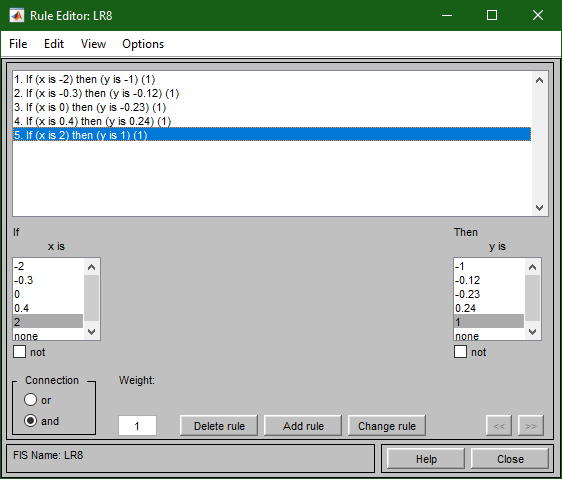 Rule Editor: LR8
File Edit View Options
1. If (x is -2) then (y is -1) (1)
2. If (x is -0.3) then (y is -0.12) (1)
3. If (x is 0) then (y is -0.23) (1)
4. If (x is 0.4) then (y is 0.24) (1)
5. If (x is 2) then (y is 1) (1)
If
x is
-2
-0.3
0
0.4
2
none
not
Then
y is
-1
-0.12
-0.23
0.24
1
none
not
Connection
or
and
Weight:
1
Delete rule
Add rule
Change rule
<<
>>
FIS Name: LR8
Help
Close